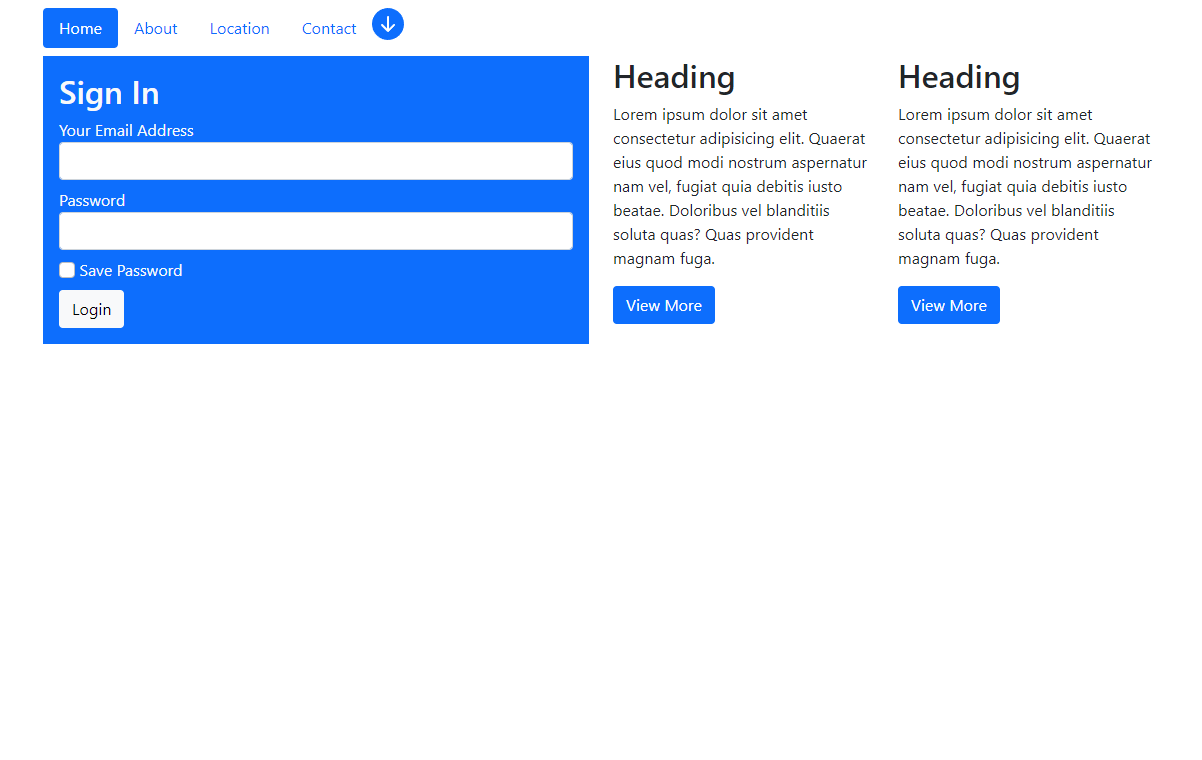 Home About Location Contact
Sign In
Your Email Address
Password
Save Password
Login
Heading
Lorem ipsum dolor sit amet
consectetur adipisicing elit. Quaerat
eius quod modi nostrum aspernatur
nam vel, fugiat quia debitis iusto
beatae. Doloribus vel blanditiis
soluta quas? Quas provident
magnam fuga.
View More
Heading
Lorem ipsum dolor sit amet
consectetur adipisicing elit. Quaerat
eius quod modi nostrum aspernatur
nam vel, fugiat quia debitis iusto
beatae. Doloribus vel blanditiis
soluta quas? Quas provident
magnam fuga.
View More